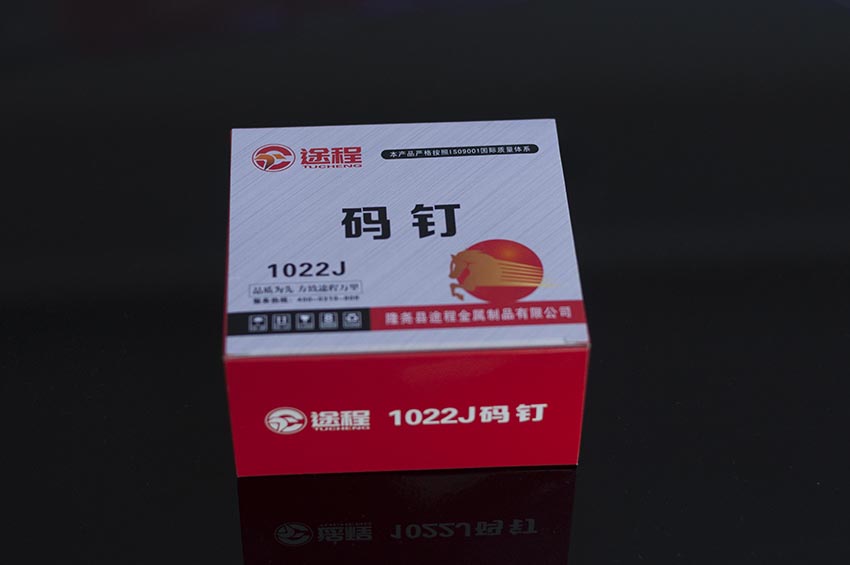 途程
TUCHENG
本产品严格按照ISO9001国际质量体系
码钉
1022J
品质为先 方致途程万里
服务热线：400-0319-809
隆尧县途程金属制品有限公司
途程
TUCHENG
1022J码钉